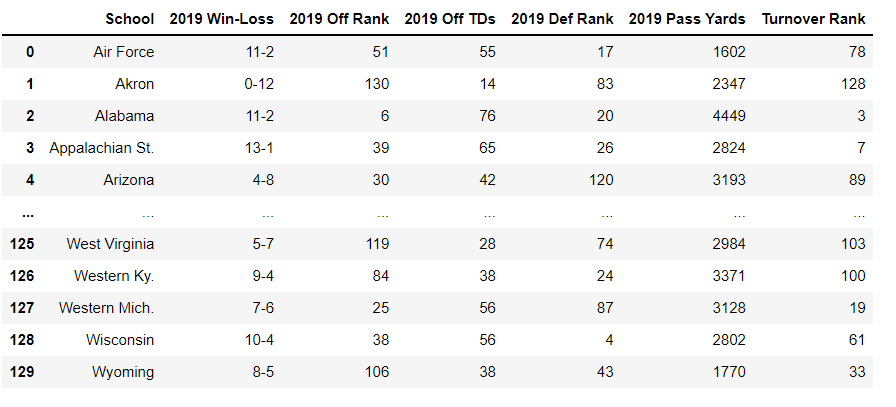 School 2019 Win-Loss 2019 Off Rank 2019 Off TDs 2019 Def Rank 2019 Pass Yards Turnover Rank
0 Air Force 11-2 51 55 17 1602 78
1 Akron 0-12 130 14 83 2347 128
2 Alabama 11-2 6 76 20 4449 3
3 Appalachian St. 13-1 39 65 26 2824 7
4 Arizona 4-8 30 42 120 3193 89
... ... ... ... ... ... ... ...
125 West Virginia 5-7 119 28 74 2984 103
126 Western Ky. 9-4 84 38 24 3371 100
127 Western Mich. 7-6 25 56 87 3128 19
128 Wisconsin 10-4 38 56 4 2802 61
129 Wyoming 8-5 106 38 43 1770 33